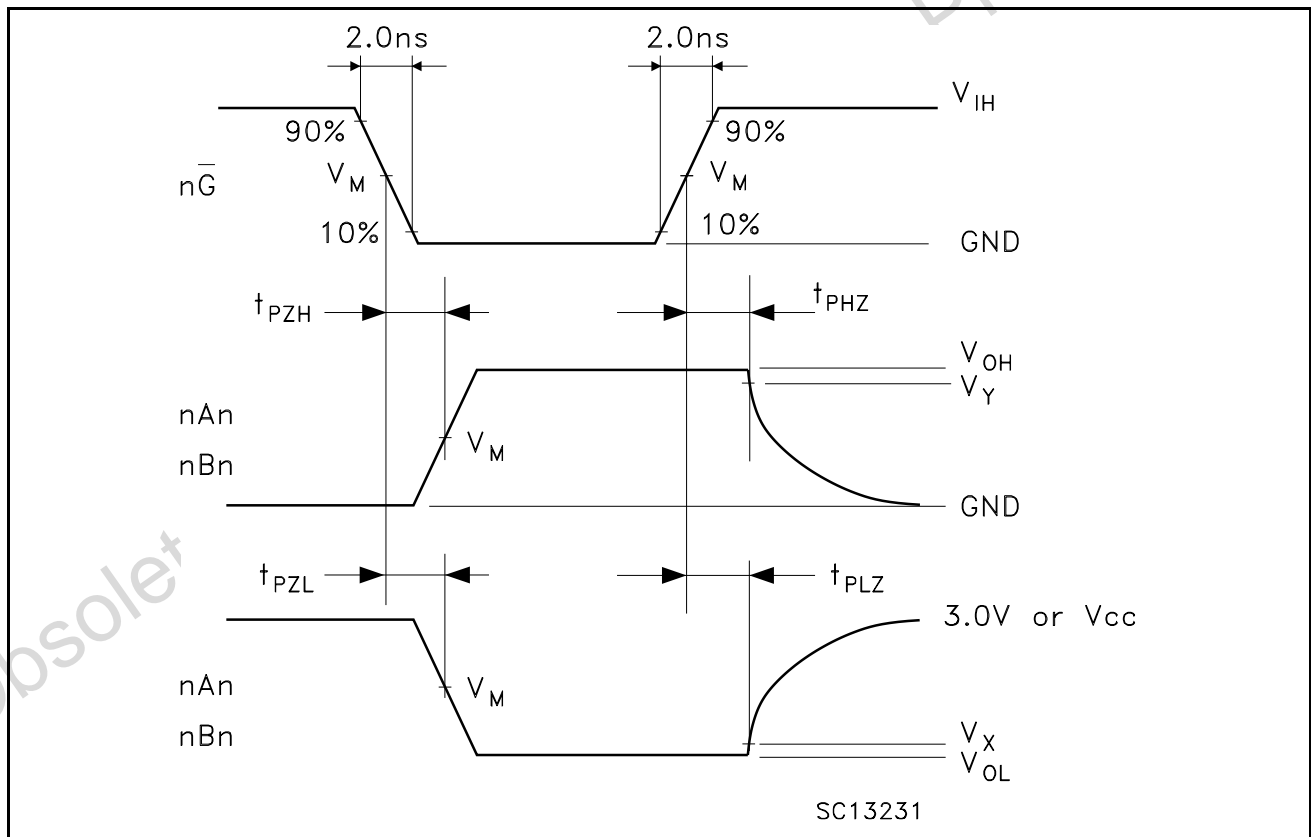 2.0ns 2.0ns
V_IH
90% 90%
nG̅ V_M V_M
10% 10%
GND
t_PZH t_PHZ
V_OH
V_Y
nAn
V_M
nBn
GND
t_PZL t_PLZ
3.0V or Vcc
nAn V_M
nBn
V_X
V_OL
SC13231